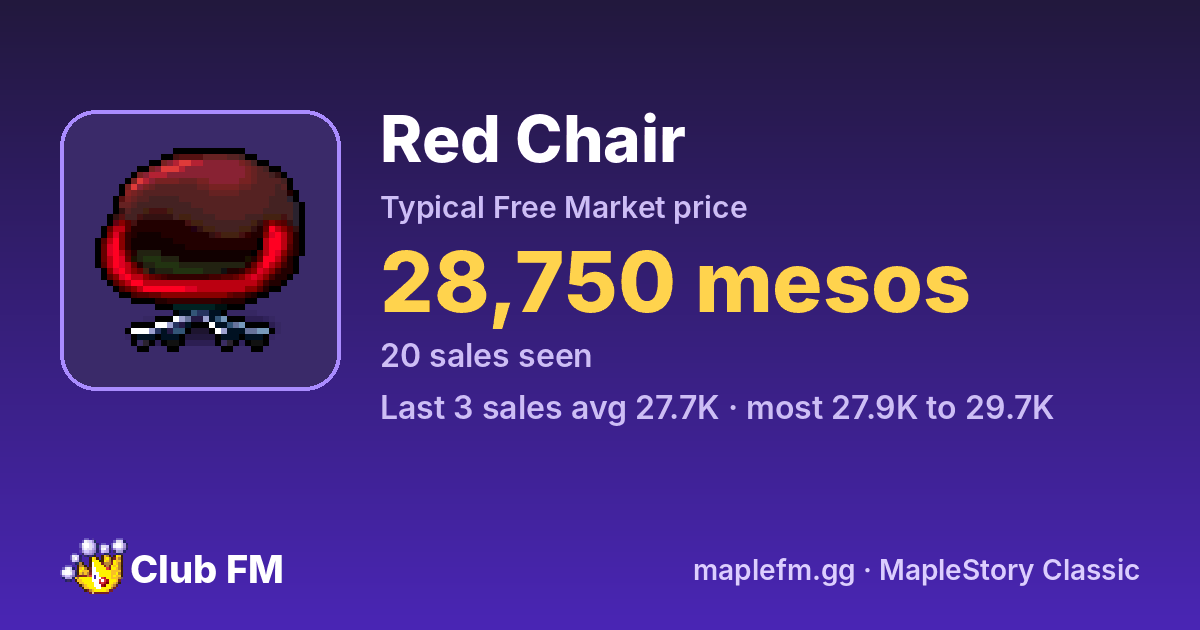 Red Chair
Typical Free Market price
28,750 mesos
20 sales seen
Last 3 sales avg 27.7K · most 27.9K to 29.7K
Club FM
maplefm.gg · MapleStory Classic